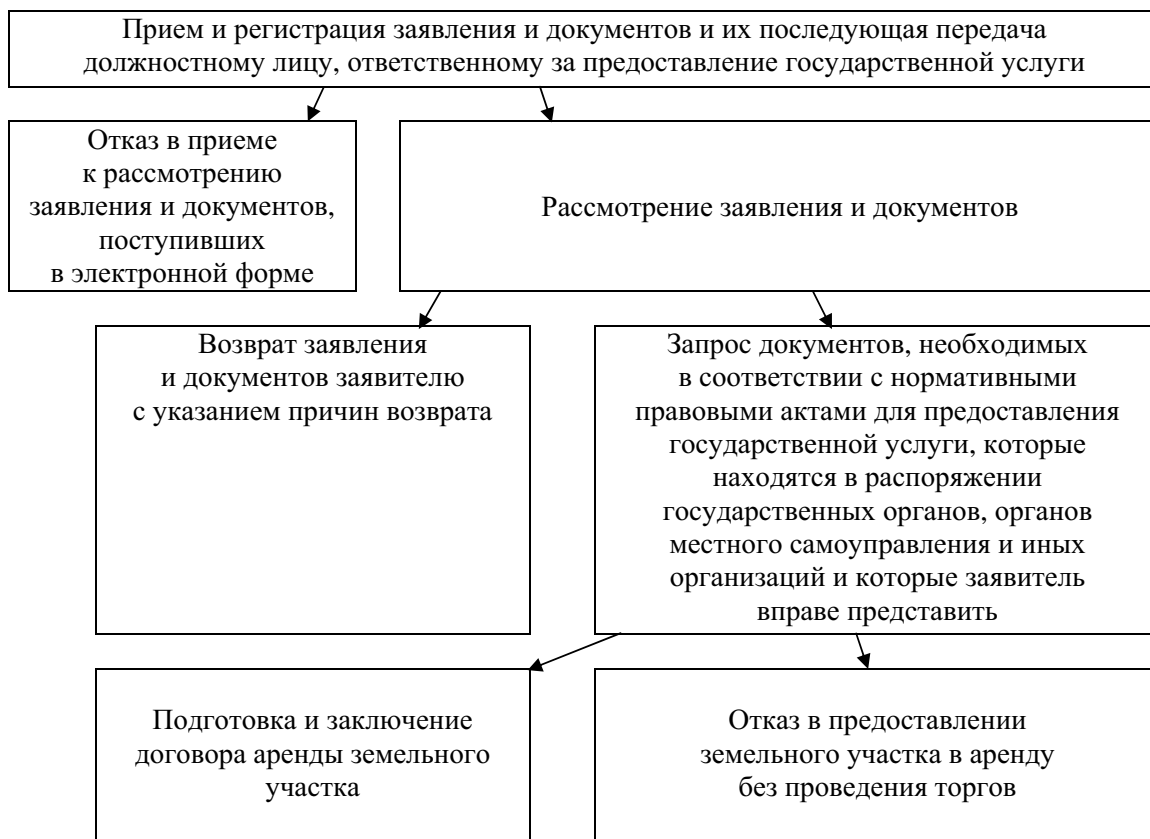 Прием и регистрация заявления и документов и их последующая передача
должностному лицу, ответственному за предоставление государственной услуги
Отказ в приеме
к рассмотрению
заявления и документов,
поступивших
в электронной форме
Рассмотрение заявления и документов
Возврат заявления
и документов заявителю
с указанием причин возврата
Запрос документов, необходимых
в соответствии с нормативными
правовыми актами для предоставления
государственной услуги, которые
находятся в распоряжении
государственных органов, органов
местного самоуправления и иных
организаций и которые заявитель
вправе представить
Подготовка и заключение
договора аренды земельного
участка
Отказ в предоставлении
земельного участка в аренду
без проведения торгов